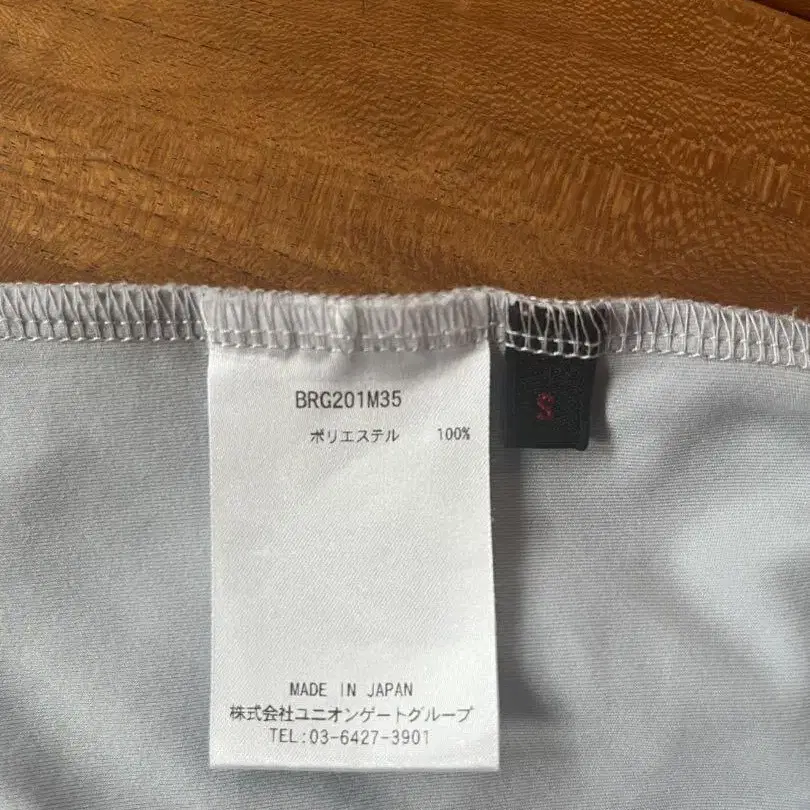 BRG201M35
ポリエステル 100%
S
MADE IN JAPAN
株式会社ユニオンゲートグループ
TEL:03-6427-3901